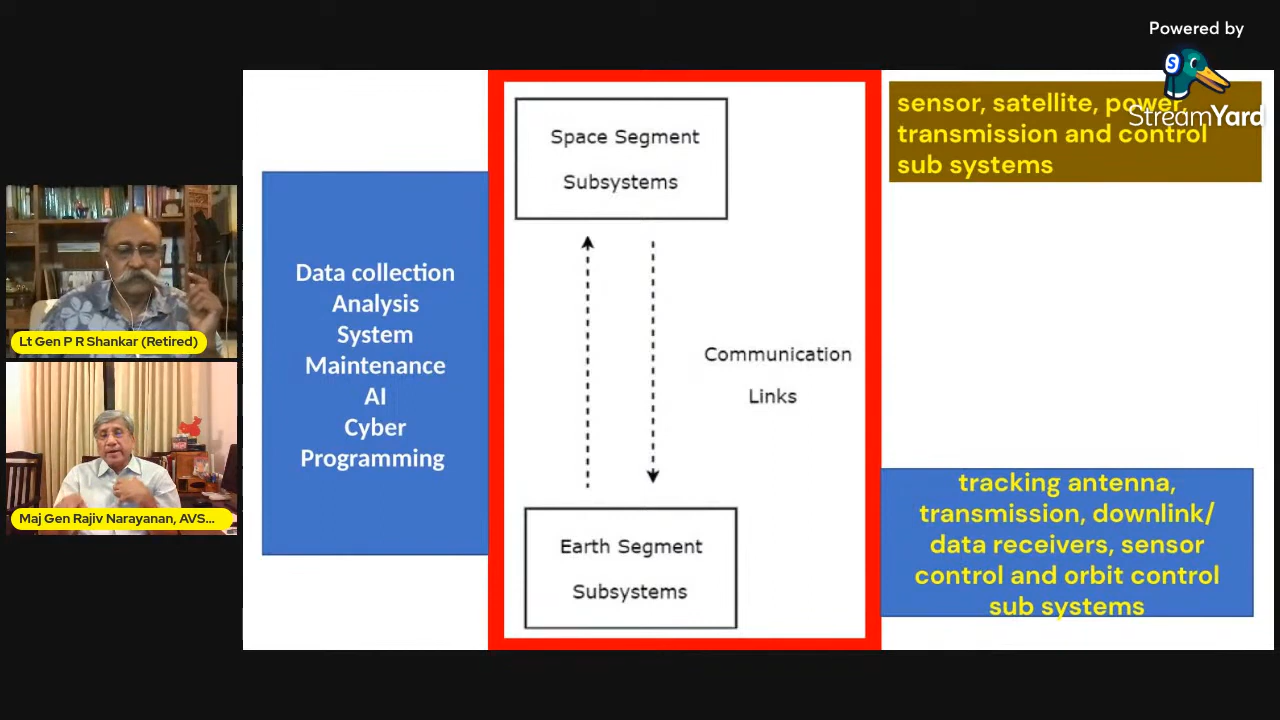 Powered by
StreamYard
sensor, satellite, power,
transmission and control
sub systems
Space Segment
Subsystems
Data collection
Analysis
System
Maintenance
AI
Cyber
Programming
Communication
Links
Lt Gen P R Shankar (Retired)
Maj Gen Rajiv Narayanan, AVS...
Earth Segment
Subsystems
tracking antenna,
transmission, downlink/
data receivers, sensor
control and orbit control
sub systems